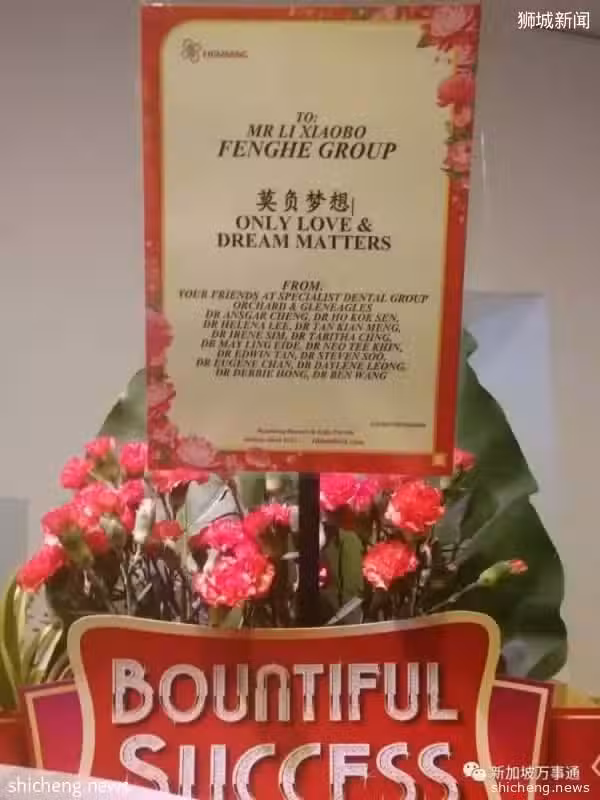 狮城新闻
HUMMING
TO:
MR LI XIAOBO
FENGHE GROUP
莫负梦想
ONLY LOVE &
DREAM MATTERS
FROM.
YOUR FRIENDS AT SPECIALIST DENTAL GROUP
ORCHARD & GLENEAGLES
DR ANSGAR CHENG, DR HO KOK SEN,
DR HELENA LEE, DR TAN KIAN MENG,
DR IRENE SIM, DR TABITHA CHNG,
DR MAY LING EIDE, DR NEO TEE KHIN,
DR EDWIN TAN, DR STEVEN SOO,
DR EUGENE CHAN, DR DAYLENE LEONG,
DR DEBBIE HONG, DR BEN WANG
BOUNTIFUL
SUCCESS
新加坡万事通
shicheng.news
shicheng.news